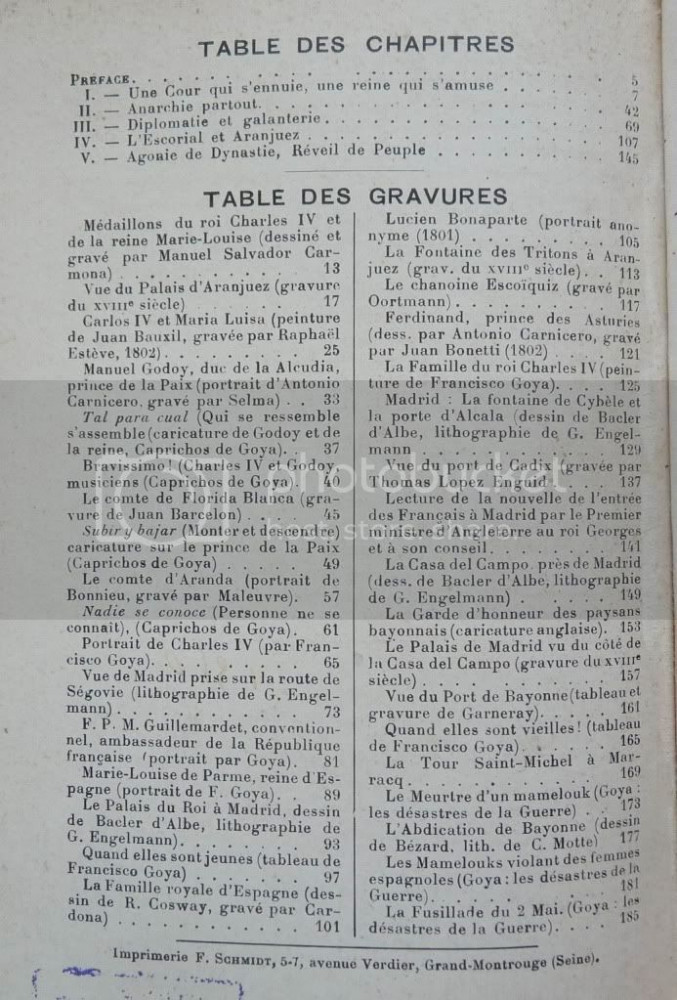 TABLE DES CHAPITRES
PRÉFACE. . . . . . . . . . . . . . . 5
I. — Une Cour qui s'ennuie, une reine qui s'amuse . . . . . . 7
II. — Anarchie partout. . . . . . . . . . . . . 42
III. — Diplomatie et galanterie. . . . . . . . . . . 69
IV. — L'Escorial et Aranjuez . . . . . . . . . . . 107
V. — Agonie de Dynastie, Réveil de Peuple . . . . . . . . 145
TABLE DES GRAVURES
Médaillons du roi Charles IV et
de la reine Marie-Louise (dessiné et
gravé par Manuel Salvador Car-
mona) . . . . . . . . . 13
Vue du Palais d'Aranjuez (gravure
du XVIIIe siècle) . . . . . . 17
Carlos IV et Maria Luisa (peinture
de Juan Bauxil, gravée par Raphaël
Estève, 1802). . . . . . . . 25
Manuel Godoy, duc de la Alcudia,
prince de la Paix (portrait d'Antonio
Carnicero, gravé par Selma) . . 33
Tal para cual (Qui se ressemble
s'assemble (caricature de Godoy et de
la reine, Caprichos de Goya). . 37
Bravissimo! (Charles IV et Godoy,
musiciens (Caprichos de Goya). 40
Le comte de Florida Blanca (gra-
vure de Juan Barcelon) . . . . 45
Subir y bajar (Monter et descendre)
caricature sur le prince de la Paix
(Caprichos de Goya) . . . . . 49
Le comte d'Aranda (portrait de
Bonnieu, gravé par Maleuvre). 57
Nadie se conoce (Personne ne se
connaît), (Caprichos de Goya). 61
Portrait de Charles IV (par Fran-
cisco Goya). . . . . . . . . 65
Vue de Madrid prise sur la route de
Ségovie (lithographie de G. Engel-
mann) . . . . . . . . . . . 73
F. P. M. Guillemardet, convention-
nel, ambassadeur de la République
française (portrait par Goya). 81
Marie-Louise de Parme, reine d'Es-
pagne (portrait de F. Goya). . 89
Le Palais du Roi à Madrid, dessin
de Bacler d'Albe, lithographie de
G. Engelmann). . . . . . . . 93
Quand elles sont jeunes (tableau de
Francisco Goya) . . . . . . . 97
La Famille royale d'Espagne (des-
sin de R. Cosway, gravé par Car-
dona) . . . . . . . . . . . 101
Lucien Bonaparte (portrait ano-
nyme (1801) . . . . . . . . . 105
La Fontaine des Tritons à Aran-
juez (grav. du XVIIIe siècle). . 113
Le chanoine Escoïquiz (gravé par
Oortmann). . . . . . . . . . 117
Ferdinand, prince des Asturies
(dess. par Antonio Carnicero, gravé
par Juan Bonetti (1802) . . . . 121
La Famille du roi Charles IV (pein-
ture de Francisco Goya). . . . 125
Madrid : La fontaine de Cybèle et
la porte d'Alcala (dessin de Bacler
d'Albe, lithographie de G. Engel-
mann . . . . . . . . . . . 129
Vue du port de Cadix (gravée par
Thomas Lopez Enguid . . . . 137
Lecture de la nouvelle de l'entrée
des Français à Madrid par le Premier
ministre d'Angleterre au roi Georges
et à son conseil. . . . . . . . 141
La Casa del Campo, près de Madrid
(dess. de Bacler d'Albe, lithographie
de G. Engelmann) . . . . . . 149
La Garde d'honneur des paysans
bayonnais (caricature anglaise). 153
Le Palais de Madrid vu du côté de
la Casa del Campo (gravure du XVIIIe
siècle) . . . . . . . . . . . 157
Vue du Port de Bayonne (tableau et
gravure de Garneray). . . . . 161
Quand elles sont vieilles! (tableau
de Francisco Goya). . . . . . 165
La Tour Saint-Michel à Mar-
racq . . . . . . . . . . . . 169
Le Meurtre d'un mamelouk (Goya :
les désastres de la Guerre) . . 173
L'Abdication de Bayonne (dessin
de Bézard, lith. de C. Motte) 177
Les Mamelouks violant des femmes
espagnoles (Goya : les désastres de la
Guerre). . . . . . . . . . . 181
La Fusillade du 2 Mai. (Goya : les
désastres de la Guerre). . . . 185
Imprimerie F. SCHMIDT, 5-7, avenue Verdier, Grand-Montrouge (Seine).